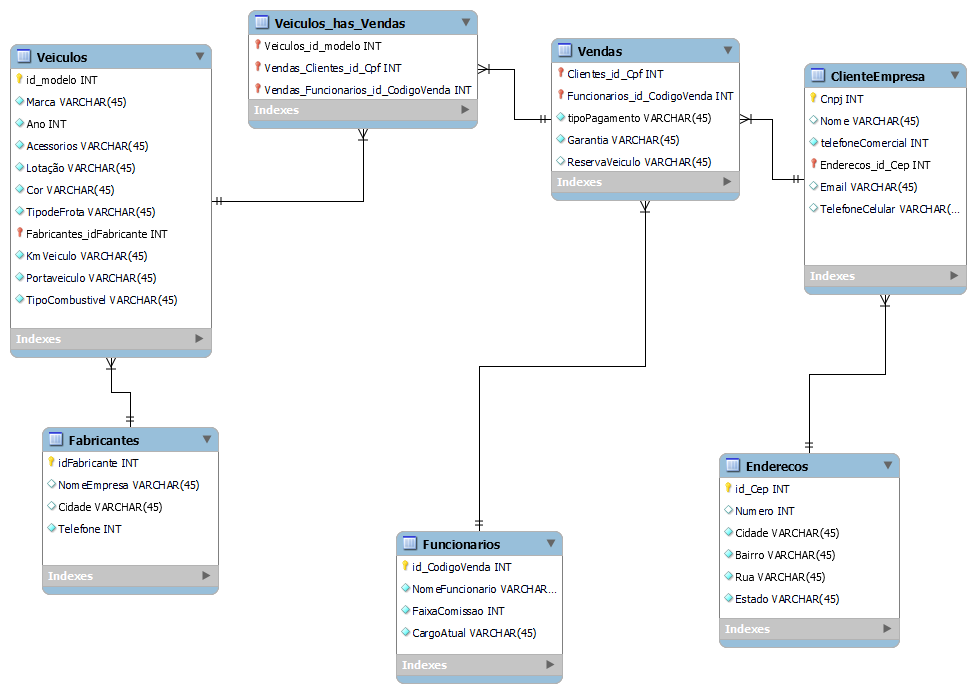 Veiculos
id_modelo INT
Marca VARCHAR(45)
Ano INT
Acessorios VARCHAR(45)
Lotação VARCHAR(45)
Cor VARCHAR(45)
TipodeFrota VARCHAR(45)
Fabricantes_idFabricante INT
KmVeiculo VARCHAR(45)
Portaveiculo VARCHAR(45)
TipoCombustivel VARCHAR(45)
Indexes
Veiculos_has_Vendas
Veiculos_id_modelo INT
Vendas_Clientes_id_Cpf INT
Vendas_Funcionarios_id_CodigoVenda INT
Indexes
Vendas
Clientes_id_Cpf INT
Funcionarios_id_CodigoVenda INT
tipoPagamento VARCHAR(45)
Garantia VARCHAR(45)
ReservaVeiculo VARCHAR(45)
Indexes
ClienteEmpresa
Cnpj INT
Nome VARCHAR(45)
telefoneComercial INT
Enderecos_id_Cep INT
Email VARCHAR(45)
TelefoneCelular VARCHAR(...
Indexes
Fabricantes
idFabricante INT
NomeEmpresa VARCHAR(45)
Cidade VARCHAR(45)
Telefone INT
Indexes
Funcionarios
id_CodigoVenda INT
NomeFuncionario VARCHAR...
FaixaComissao INT
CargoAtual VARCHAR(45)
Indexes
Enderecos
id_Cep INT
Numero INT
Cidade VARCHAR(45)
Bairro VARCHAR(45)
Rua VARCHAR(45)
Estado VARCHAR(45)
Indexes